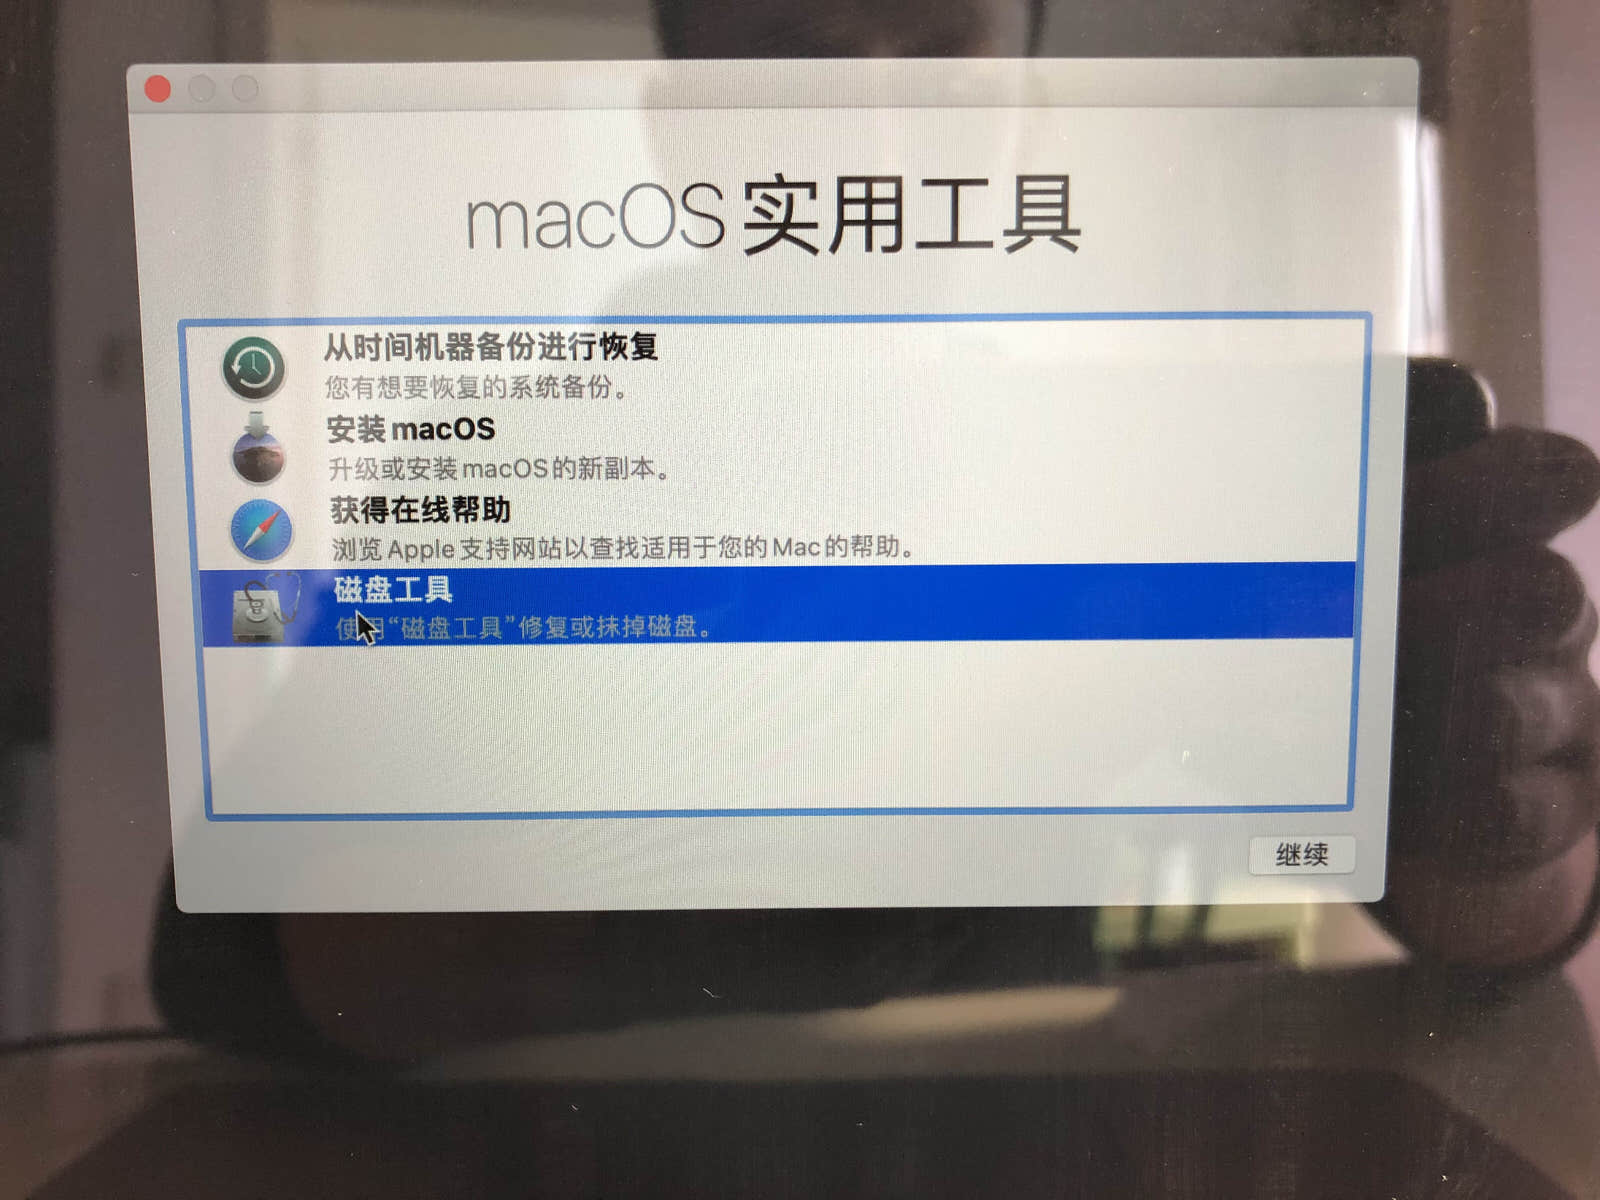 macOS 实用工具
从时间机器备份进行恢复
您有想要恢复的系统备份。
安装 macOS
升级或安装 macOS 的新副本。
获得在线帮助
浏览 Apple 支持网站以查找适用于您的 Mac 的帮助。
磁盘工具
使用“磁盘工具”修复或抹掉磁盘。
继续